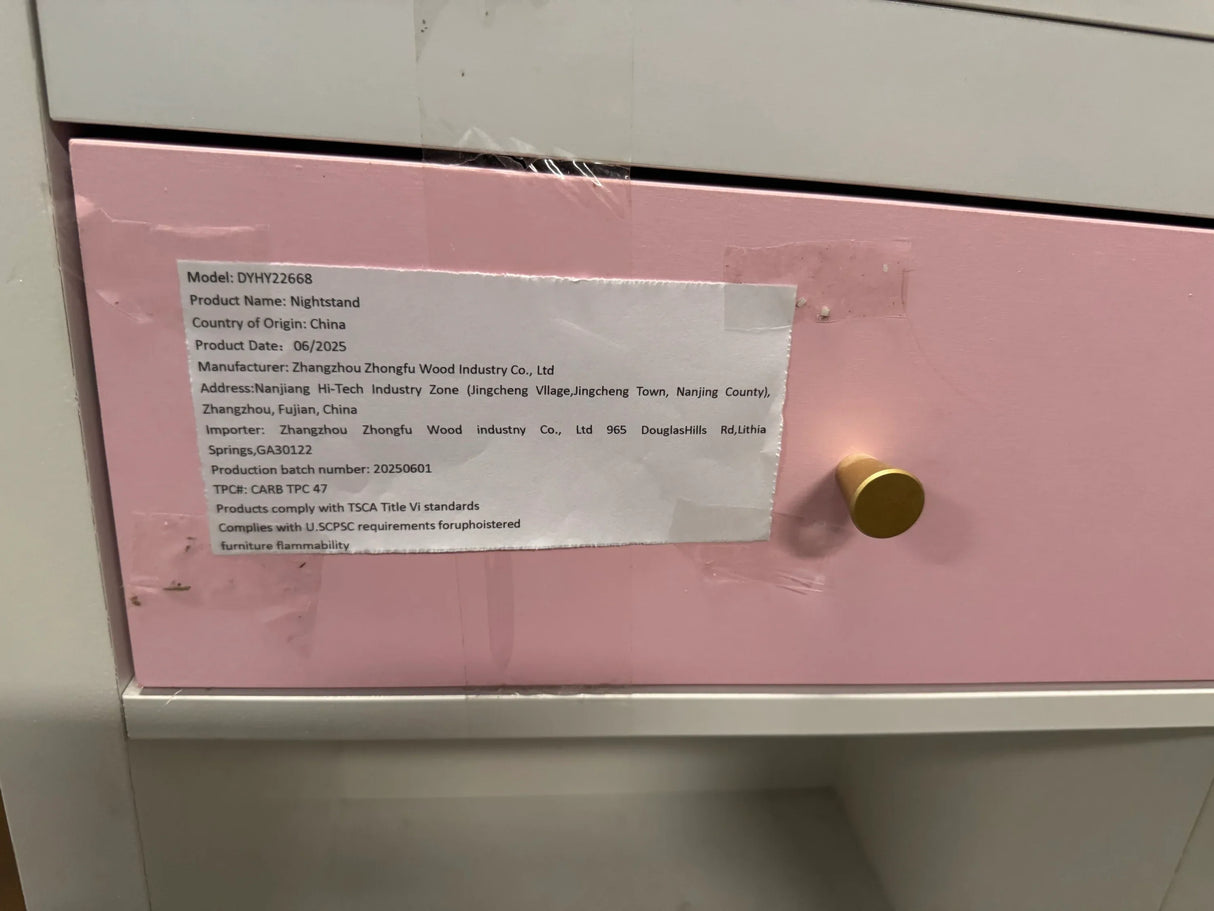 Model: DYHY22668
Product Name: Nightstand
Country of Origin: China
Product Date: 06/2025
Manufacturer: Zhangzhou Zhongfu Wood Industry Co., Ltd
Address:Nanjiang Hi-Tech Industry Zone (Jingcheng Vllage,Jingcheng Town, Nanjing County),
Zhangzhou, Fujian, China
Importer: Zhangzhou Zhongfu Wood industny Co., Ltd 965 DouglasHills Rd,Lithia
Springs,GA30122
Production batch number: 20250601
TPC#: CARB TPC 47
Products comply with TSCA Title Vi standards
Complies with U.SCPSC requirements foruphoistered
furniture flammability